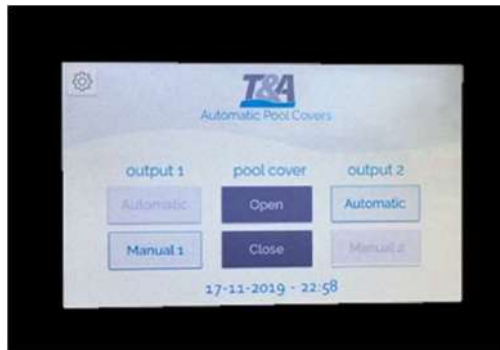 T&A
Automatic Pool Covers
output 1 pool cover output 2
Automatic Open Automatic
Manual 1 Close Manual 2
17-11-2019 - 22:58